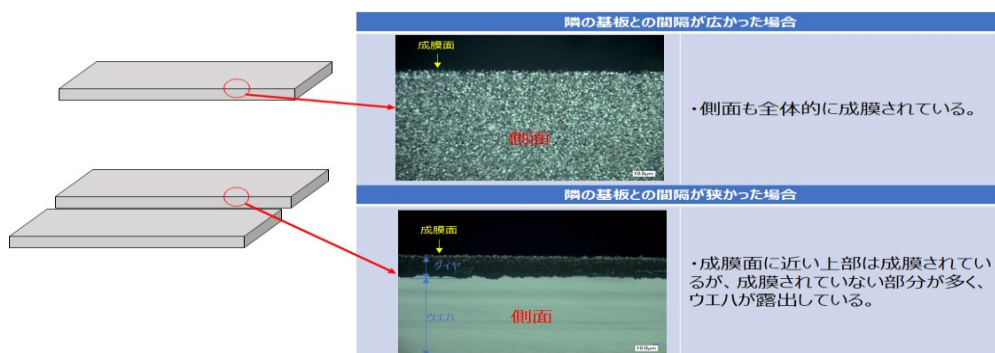 隣の基板との間隔が広かった場合
成膜面
側面
10.0μm
・側面も全体的に成膜されている。
隣の基板との間隔が狭かった場合
成膜面
ダイヤ
ウエハ
側面
10.0μm
・成膜面に近い上部は成膜されてい
るが、成膜されていない部分が多く、
ウエハが露出している。